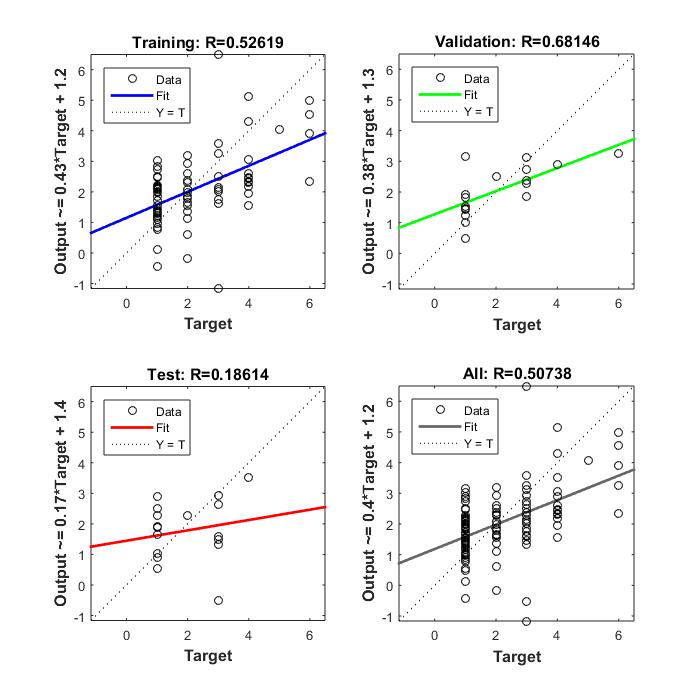 Training: R=0.52619
Output ~= 0.43*Target + 1.2
6
5
4
3
2
1
0
-1
Data
Fit
Y = T
0 2 4 6
Target
Validation: R=0.68146
Output ~= 0.38*Target + 1.3
6
5
4
3
2
1
0
-1
Data
Fit
Y = T
0 2 4 6
Target
Test: R=0.18614
Output ~= 0.17*Target + 1.4
6
5
4
3
2
1
0
-1
Data
Fit
Y = T
0 2 4 6
Target
All: R=0.50738
Output ~= 0.4*Target + 1.2
6
5
4
3
2
1
0
-1
Data
Fit
Y = T
0 2 4 6
Target